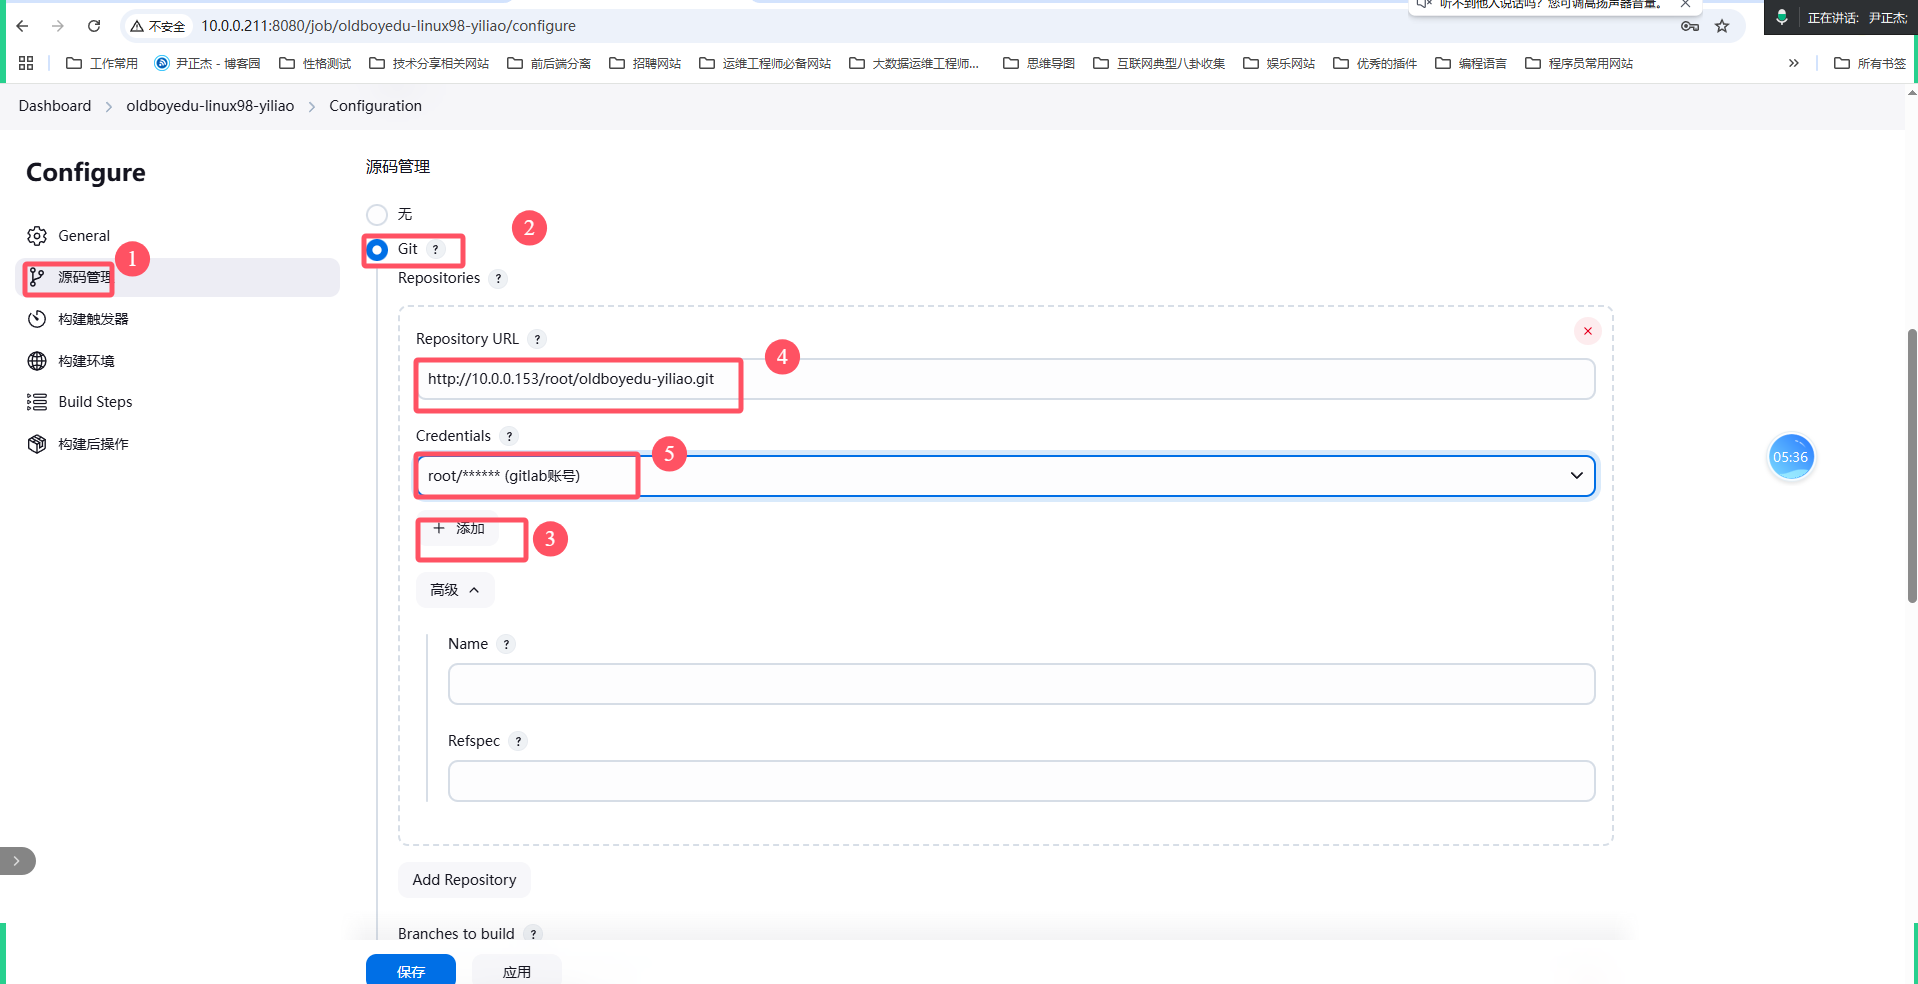 听不到他人说话吗？您可调高扬声器音量。
正在讲话: 尹正杰;
不安全
10.0.0.211:8080/job/oldboyedu-linux98-yiliao/configure
工作常用
尹正杰 - 博客园
性格测试
技术分享相关网站
前后端分离
招聘网站
运维工程师必备网站
大数据运维工程师...
思维导图
互联网典型八卦收集
娱乐网站
优秀的插件
编程语言
程序员常用网站
所有书签
Dashboard > oldboyedu-linux98-yiliao > Configuration
Configure
General
源码管理
1
构建触发器
构建环境
Build Steps
构建后操作
源码管理
无
2
Git ?
Repositories ?
Repository URL ?
4
http://10.0.0.153/root/oldboyedu-yiliao.git
Credentials ?
5
root/****** (gitlab账号)
+ 添加
3
高级
Name ?
Refspec ?
Add Repository
Branches to build ?
保存
应用
05:36